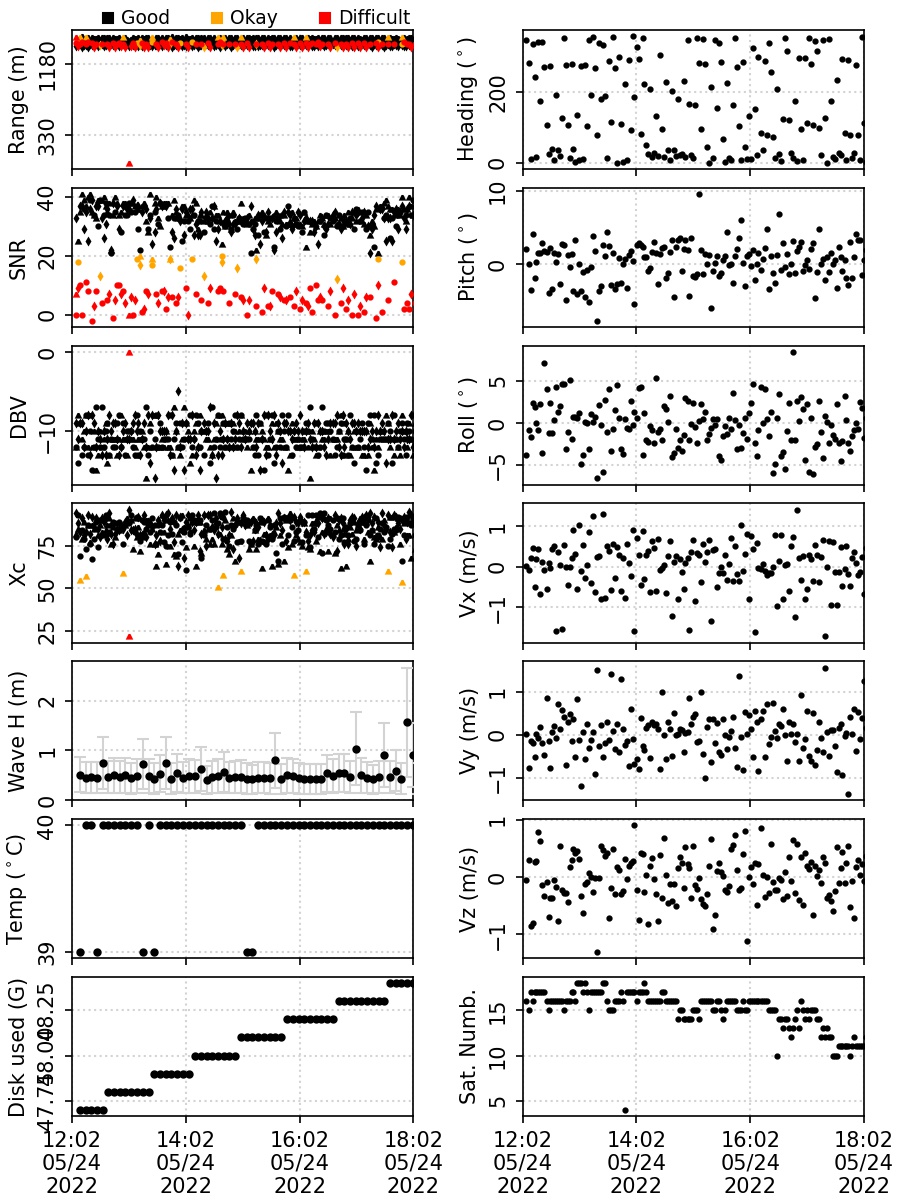 Good Okay Difficult
Range (m)
1180
330
Heading (°)
200
0
SNR
40
20
0
Pitch (°)
10
0
DBV
0
−10
Roll (°)
5
0
−5
Xc
75
50
25
Vx (m/s)
1
0
−1
Wave H (m)
2
1
0
Vy (m/s)
1
0
−1
Temp (°C)
40
39
Vz (m/s)
1
0
−1
Disk used (G)
48.25
48.00
47.75
Sat. Numb.
15
10
5
12:02 14:02 16:02 18:02 12:02 14:02 16:02 18:02
05/24 05/24 05/24 05/24 05/24 05/24 05/24 05/24
2022 2022 2022 2022 2022 2022 2022 2022